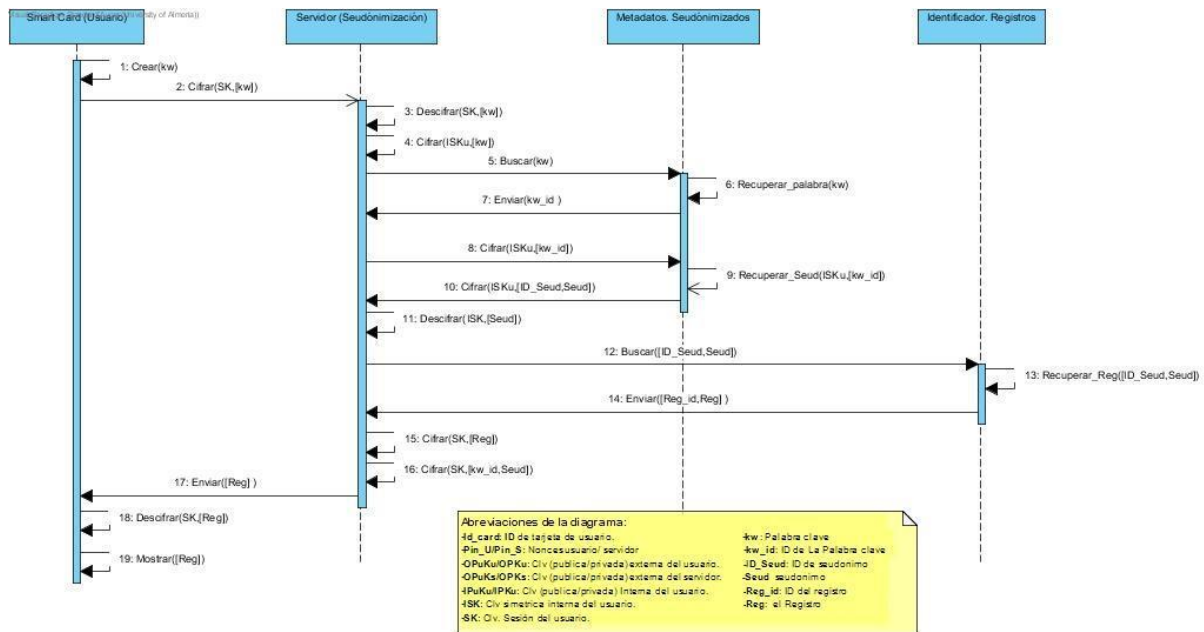 Smart Card (Usuario)
Servidor (Seudònimización)
Metadatos. Seudònimizados
Identificador. Registros
University of Almeria))
1: Crear(kw)
2: Cifrar(SK,[kw])
3: Descifrar(SK,[kw])
4: Cifrar(ISKu,[kw])
5: Buscar(kw)
6: Recuperar_palabra(kw)
7: Enviar(kw_id )
8: Cifrar(ISKu,[kw_id])
9: Recuperar_Seud(ISKu,[kw_id])
10: Cifrar(ISKu,[ID_Seud,Seud])
11: Descifrar(ISK,[Seud])
12: Buscar([ID_Seud,Seud])
13: Recuperar_Reg([ID_Seud,Seud])
14: Enviar([Reg_id,Reg] )
15: Cifrar(SK,[Reg])
16: Cifrar(SK,[kw_id,Seud])
17: Enviar([Reg] )
18: Descifrar(SK,[Reg])
19: Mostrar([Reg])
Abreviaciones de la diagrama:
-Id_card: ID de tarjeta de usuario.
-Pin_U/Pin_S: Noncesusuario/ servidor
-OPuKu/OPKu: Clv (publica/privada) externa del usuario.
-OPuKs/OPKs: Clv (publica/privada) externa del servidor.
-IPuKu/IPKu: Clv (publica/privada) Interna del usuario.
-ISK: Clv simetrica interna del usuario.
-SK: Clv. Sesión del usuario.
-kw: Palabra clave
-kw_id: ID de La Palabra clave
-ID_Seud: ID de seudonimo
-Seud seudonimo
-Reg_id: ID del registro
-Reg: el Registro